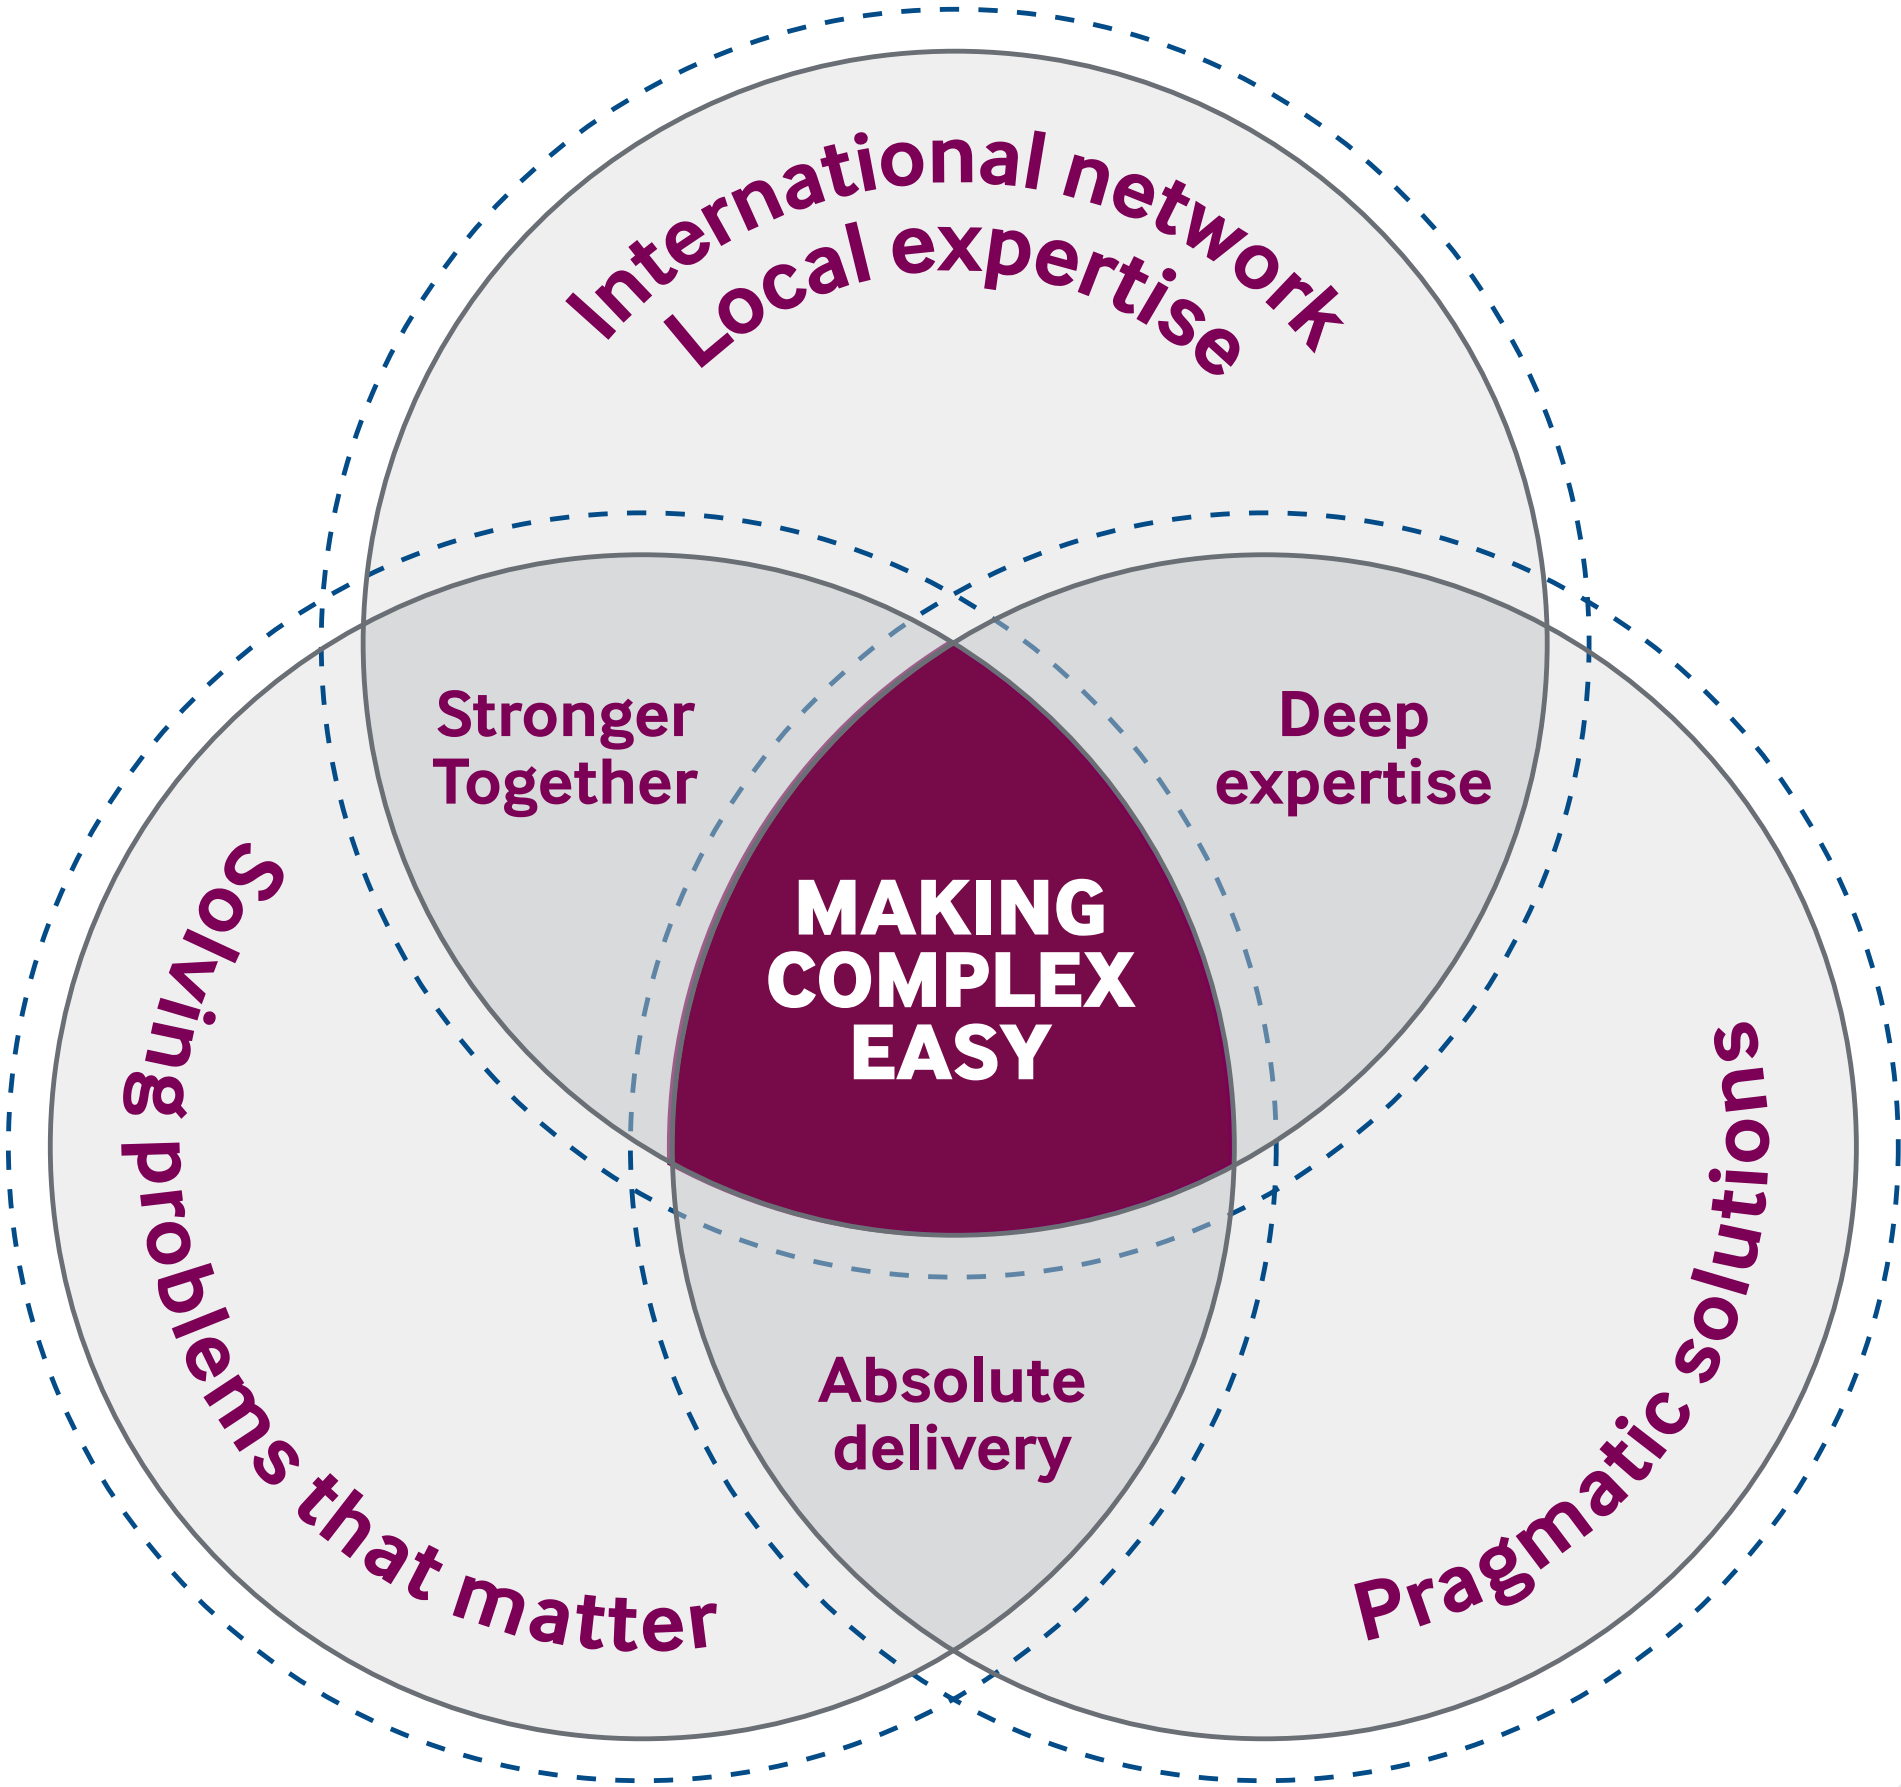 International network
Local expertise
Stronger
Together
Deep
expertise
MAKING
COMPLEX
EASY
Solving problems that matter
Pragmatic solutions
Absolute
delivery